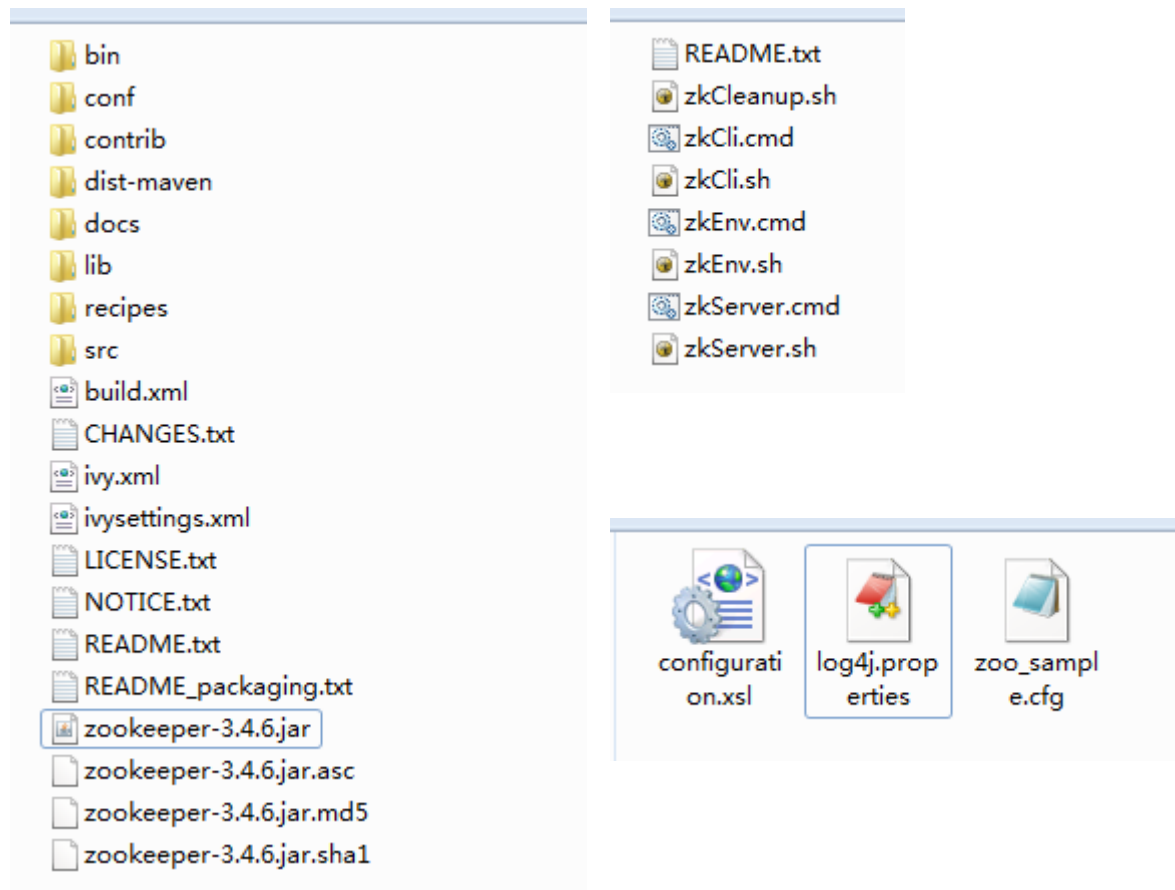 bin
conf
contrib
dist-maven
docs
lib
recipes
src
build.xml
CHANGES.txt
ivy.xml
ivysettings.xml
LICENSE.txt
NOTICE.txt
README.txt
README_packaging.txt
zookeeper-3.4.6.jar
zookeeper-3.4.6.jar.asc
zookeeper-3.4.6.jar.md5
zookeeper-3.4.6.jar.sha1
README.txt
zkCleanup.sh
zkCli.cmd
zkCli.sh
zkEnv.cmd
zkEnv.sh
zkServer.cmd
zkServer.sh
configurati
on.xsl
log4j.prop
erties
zoo_sampl
e.cfg